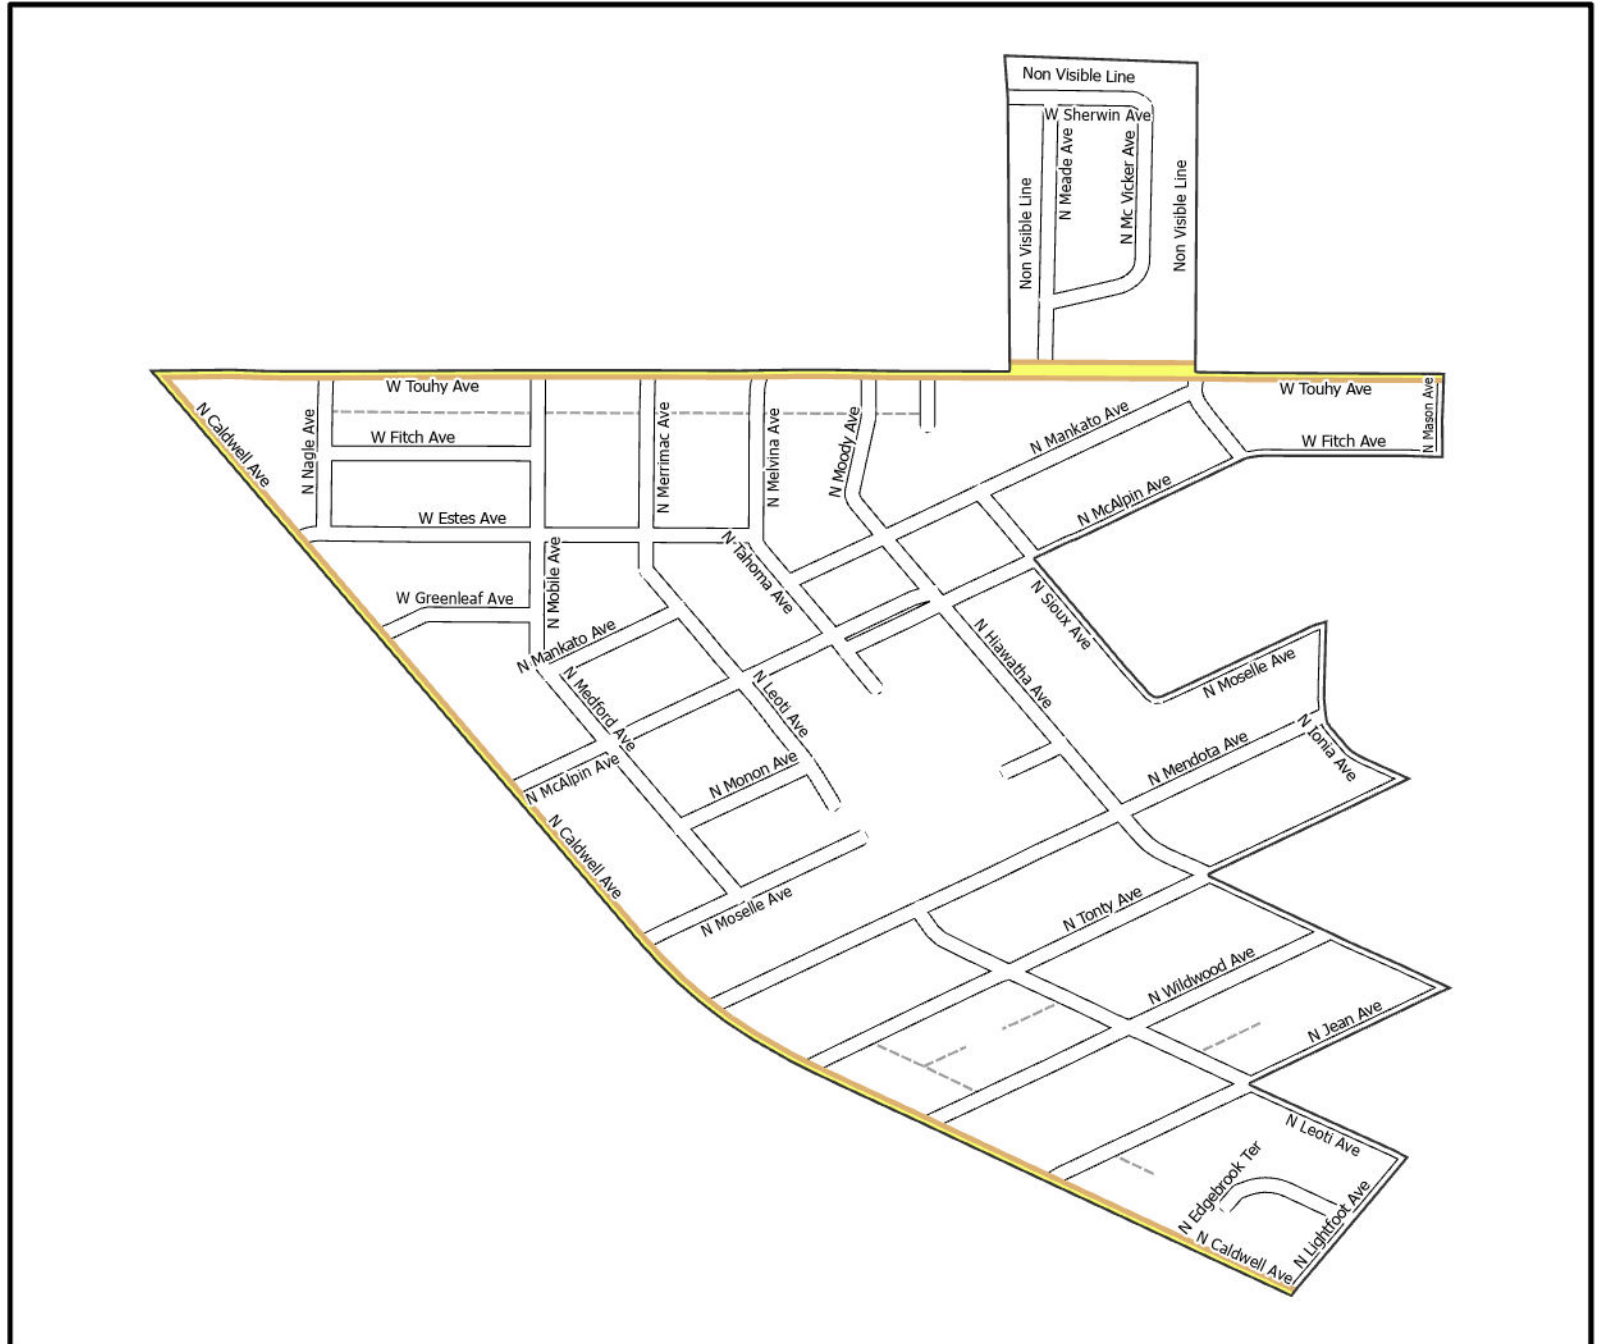 Non Visible Line
W Sherwin Ave
N Meade Ave
N Mc Vicker Ave
Non Visible Line
Non Visible Line
W Touhy Ave
W Touhy Ave
N Caldwell Ave
N Nagle Ave
W Fitch Ave
N Merrimac Ave
N Melvina Ave
N Moody Ave
N Mankato Ave
W Fitch Ave
N Mason Ave
W Estes Ave
N McAlpin Ave
N Mobile Ave
N Tahoma Ave
W Greenleaf Ave
N Mankato Ave
N Sioux Ave
N Hiawatha Ave
N Moselle Ave
N Medford Ave
N Leoti Ave
N McAlpin Ave
N Monon Ave
N Mendota Ave
N Ionia Ave
N Caldwell Ave
N Moselle Ave
N Tonty Ave
N Wildwood Ave
N Jean Ave
N Leoti Ave
N Edgebrook Ter
N Lightfoot Ave
N Caldwell Ave